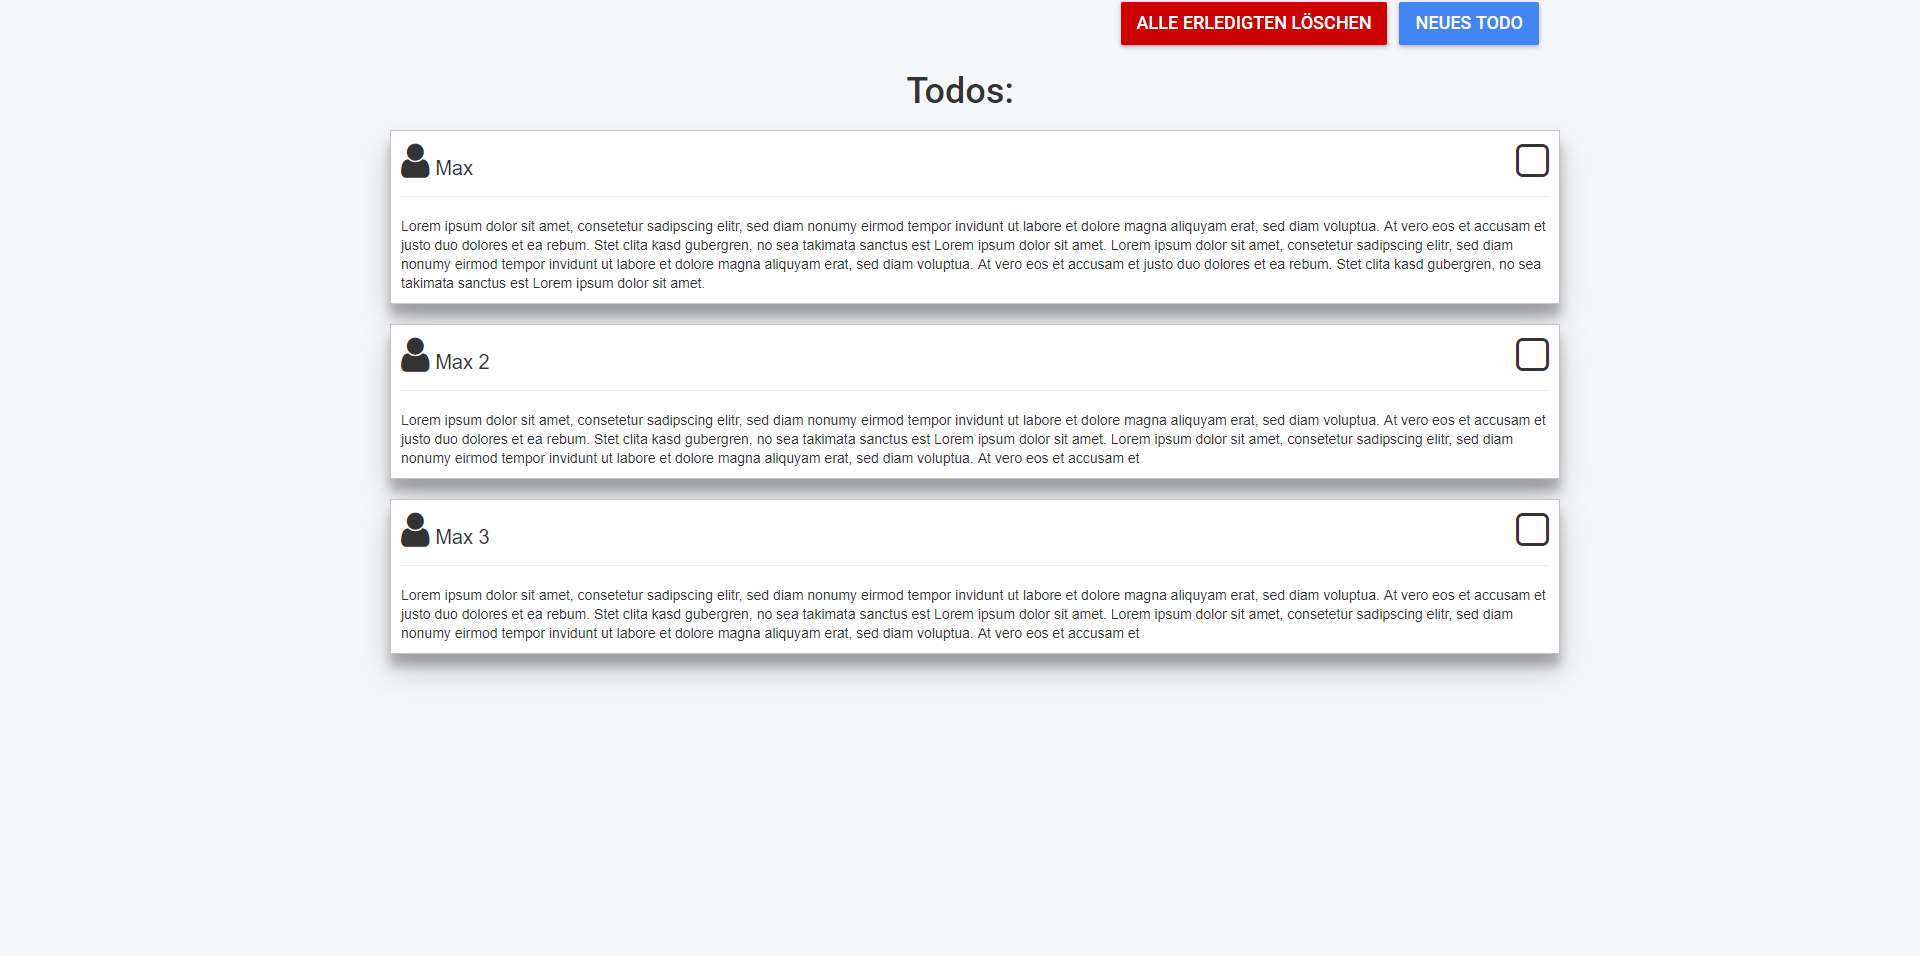 ALLE ERLEDIGTEN LÖSCHEN NEUES TODO
Todos:
Max
Lorem ipsum dolor sit amet, consetetur sadipscing elitr, sed diam nonumy eirmod tempor invidunt ut labore et dolore magna aliquyam erat, sed diam voluptua. At vero eos et accusam et
justo duo dolores et ea rebum. Stet clita kasd gubergren, no sea takimata sanctus est Lorem ipsum dolor sit amet. Lorem ipsum dolor sit amet, consetetur sadipscing elitr, sed diam
nonumy eirmod tempor invidunt ut labore et dolore magna aliquyam erat, sed diam voluptua. At vero eos et accusam et justo duo dolores et ea rebum. Stet clita kasd gubergren, no sea
takimata sanctus est Lorem ipsum dolor sit amet.
Max 2
Lorem ipsum dolor sit amet, consetetur sadipscing elitr, sed diam nonumy eirmod tempor invidunt ut labore et dolore magna aliquyam erat, sed diam voluptua. At vero eos et accusam et
justo duo dolores et ea rebum. Stet clita kasd gubergren, no sea takimata sanctus est Lorem ipsum dolor sit amet. Lorem ipsum dolor sit amet, consetetur sadipscing elitr, sed diam
nonumy eirmod tempor invidunt ut labore et dolore magna aliquyam erat, sed diam voluptua. At vero eos et accusam et
Max 3
Lorem ipsum dolor sit amet, consetetur sadipscing elitr, sed diam nonumy eirmod tempor invidunt ut labore et dolore magna aliquyam erat, sed diam voluptua. At vero eos et accusam et
justo duo dolores et ea rebum. Stet clita kasd gubergren, no sea takimata sanctus est Lorem ipsum dolor sit amet. Lorem ipsum dolor sit amet, consetetur sadipscing elitr, sed diam
nonumy eirmod tempor invidunt ut labore et dolore magna aliquyam erat, sed diam voluptua. At vero eos et accusam et